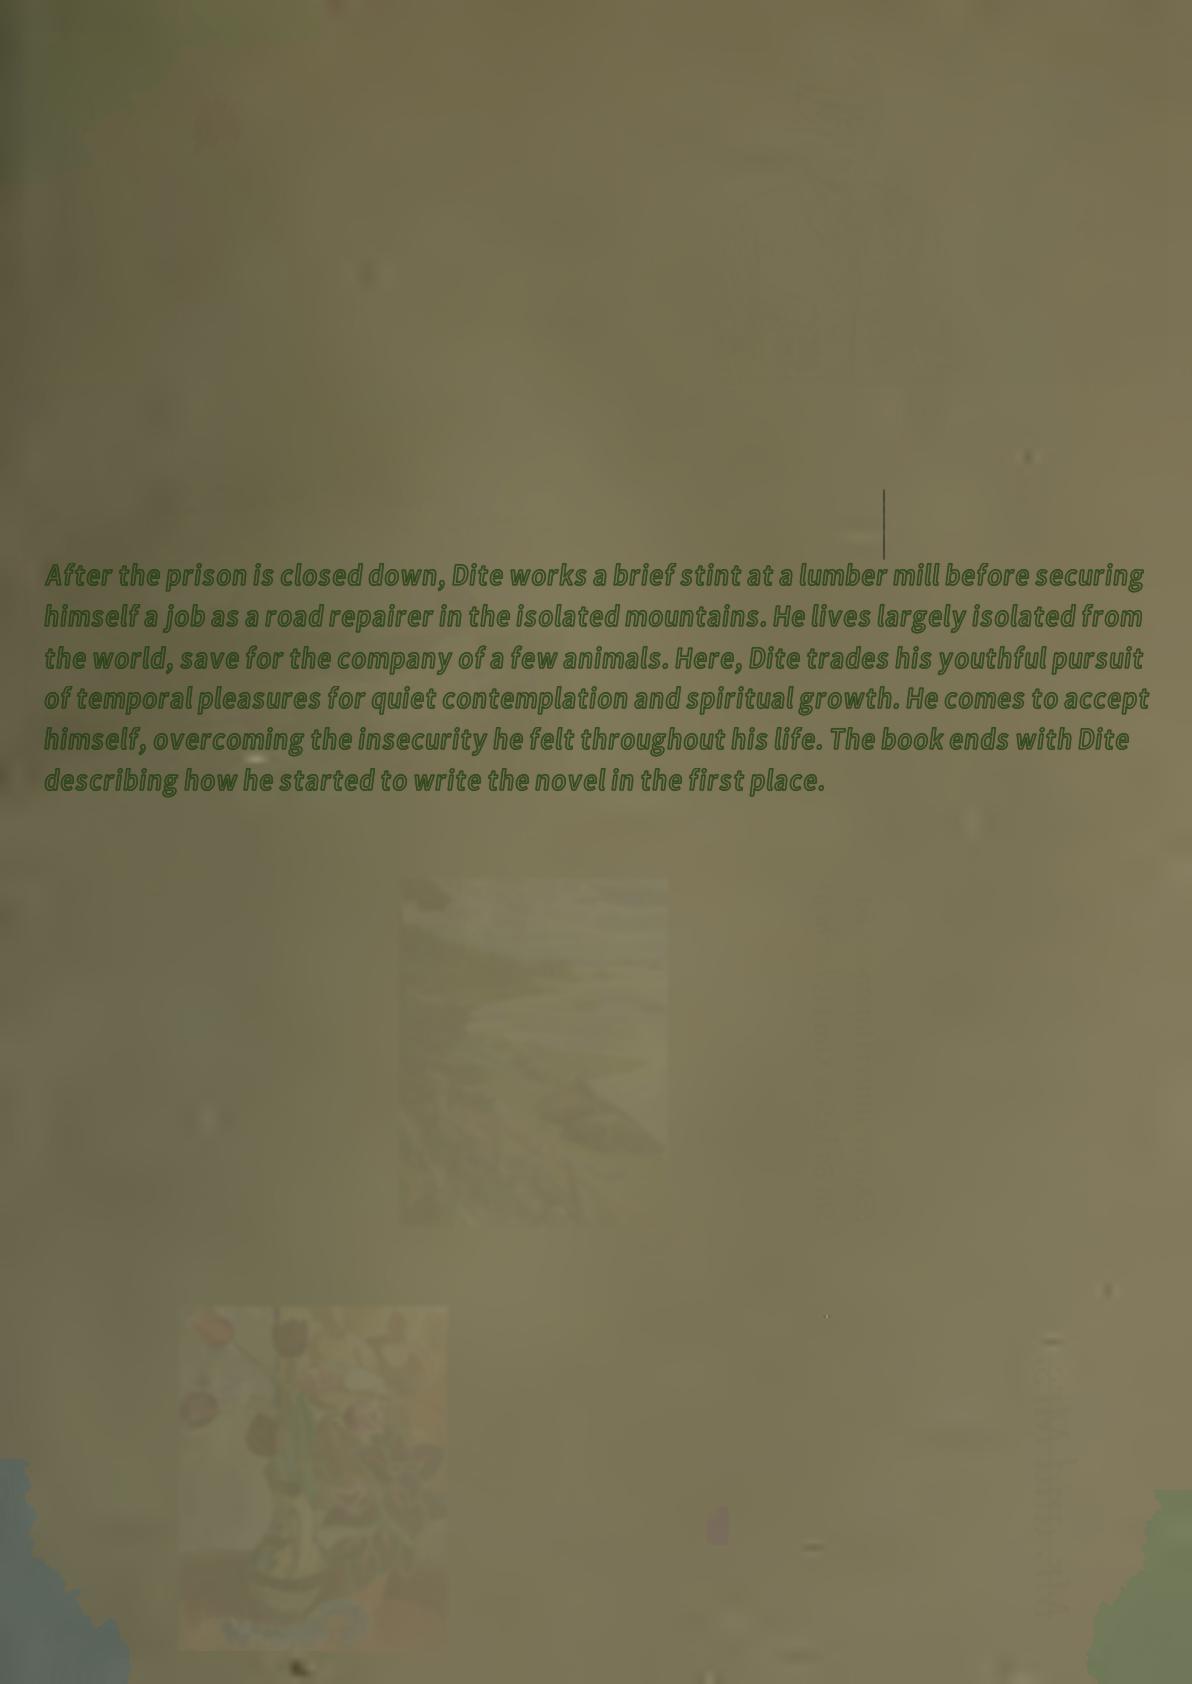 After the prison is closed down, Dite works a brief stint at a lumber mill before securing
himself a job as a road repairer in the isolated mountains. He lives largely isolated from
the world, save for the company of a few animals. Here, Dite trades his youthful pursuit
of temporal pleasures for quiet contemplation and spiritual growth. He comes to accept
himself, overcoming the insecurity he felt throughout his life. The book ends with Dite
describing how he started to write the novel in the first place.